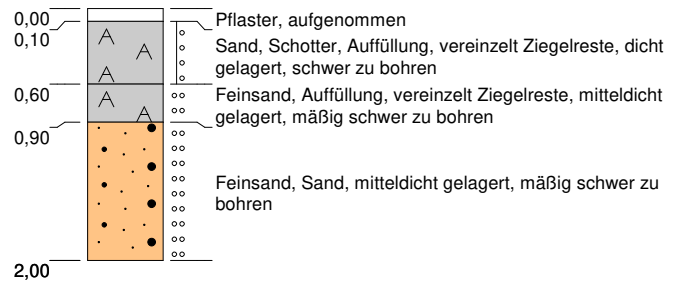 0,00
Pflaster, aufgenommen
0,10
Sand, Schotter, Auffüllung, vereinzelt Ziegelreste, dicht
gelagert, schwer zu bohren
A
A
A
0,60
Feinsand, Auffüllung, vereinzelt Ziegelreste, mitteldicht
gelagert, mäßig schwer zu bohren
A
A
0,90
Feinsand, Sand, mitteldicht gelagert, mäßig schwer zu
bohren
2,00